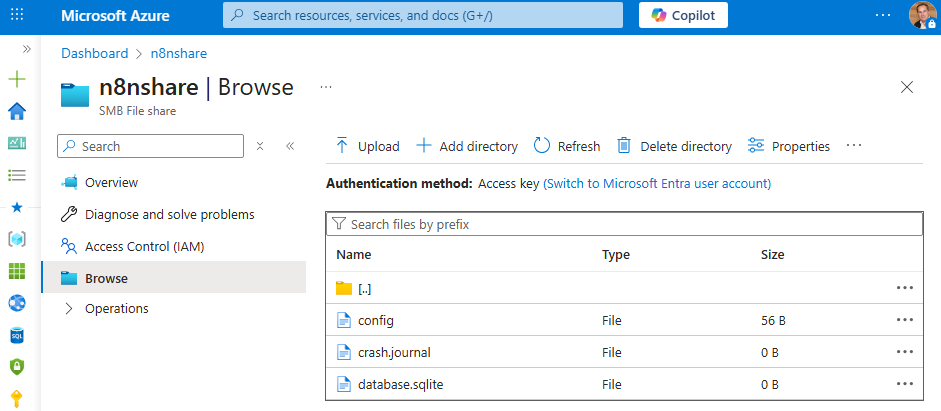 Microsoft Azure
Search resources, services, and docs (G+/)
Copilot
Dashboard > n8nshare
n8nshare | Browse
SMB File share
Search
Upload
Add directory
Refresh
Delete directory
Properties
Overview
Diagnose and solve problems
Access Control (IAM)
Browse
Operations
Authentication method: Access key (Switch to Microsoft Entra user account)
Search files by prefix
Name Type Size
[..]
config File 56 B
crash.journal File 0 B
database.sqlite File 0 B
SQL